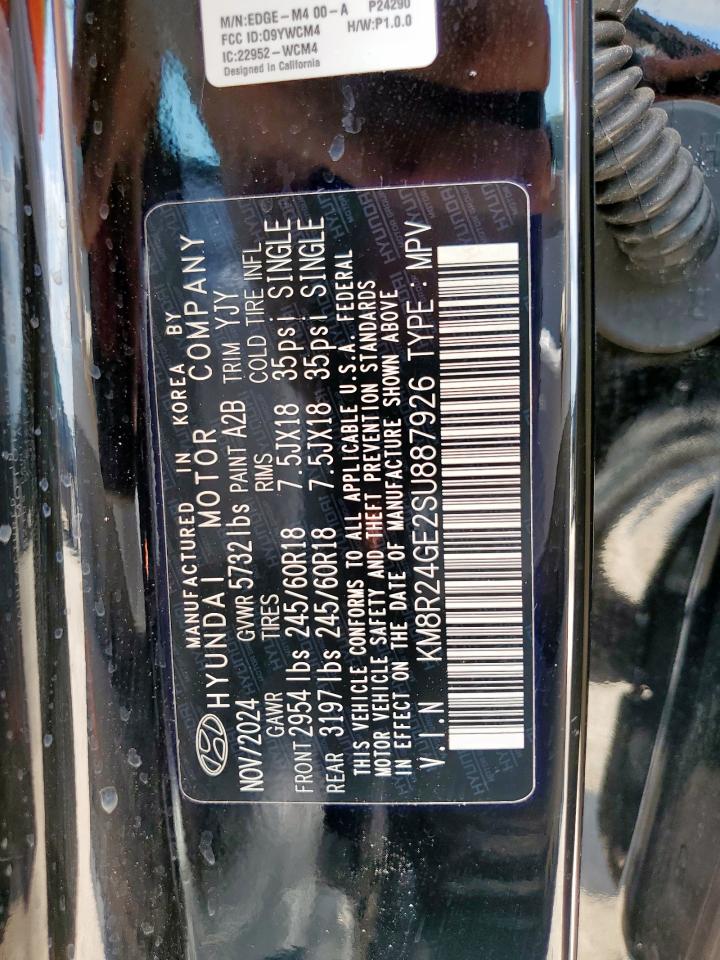 M/N:EDGE-M4 00-A P24290
FCC ID:O9YWCM4 H/W:P1.0.0
IC:22952-WCM4
Designed in California
MANUFACTURED IN KOREA BY
HYUNDAI MOTOR COMPANY
NOV/2024 GVWR 5732 lbs PAINT A2B TRIM YJY
GAWR TIRES RIMS COLD TIRE INFL
FRONT 2954 lbs 245/60R18 7.5JX18 35psi SINGLE
REAR 3197 lbs 245/60R18 7.5JX18 35psi SINGLE
THIS VEHICLE CONFORMS TO ALL APPLICABLE U.S.A. FEDERAL
MOTOR VEHICLE SAFETY AND THEFT PREVENTION STANDARDS
IN EFFECT ON THE DATE OF MANUFACTURE SHOWN ABOVE
V.I.N KM8R24GE2SU887926 TYPE : MPV